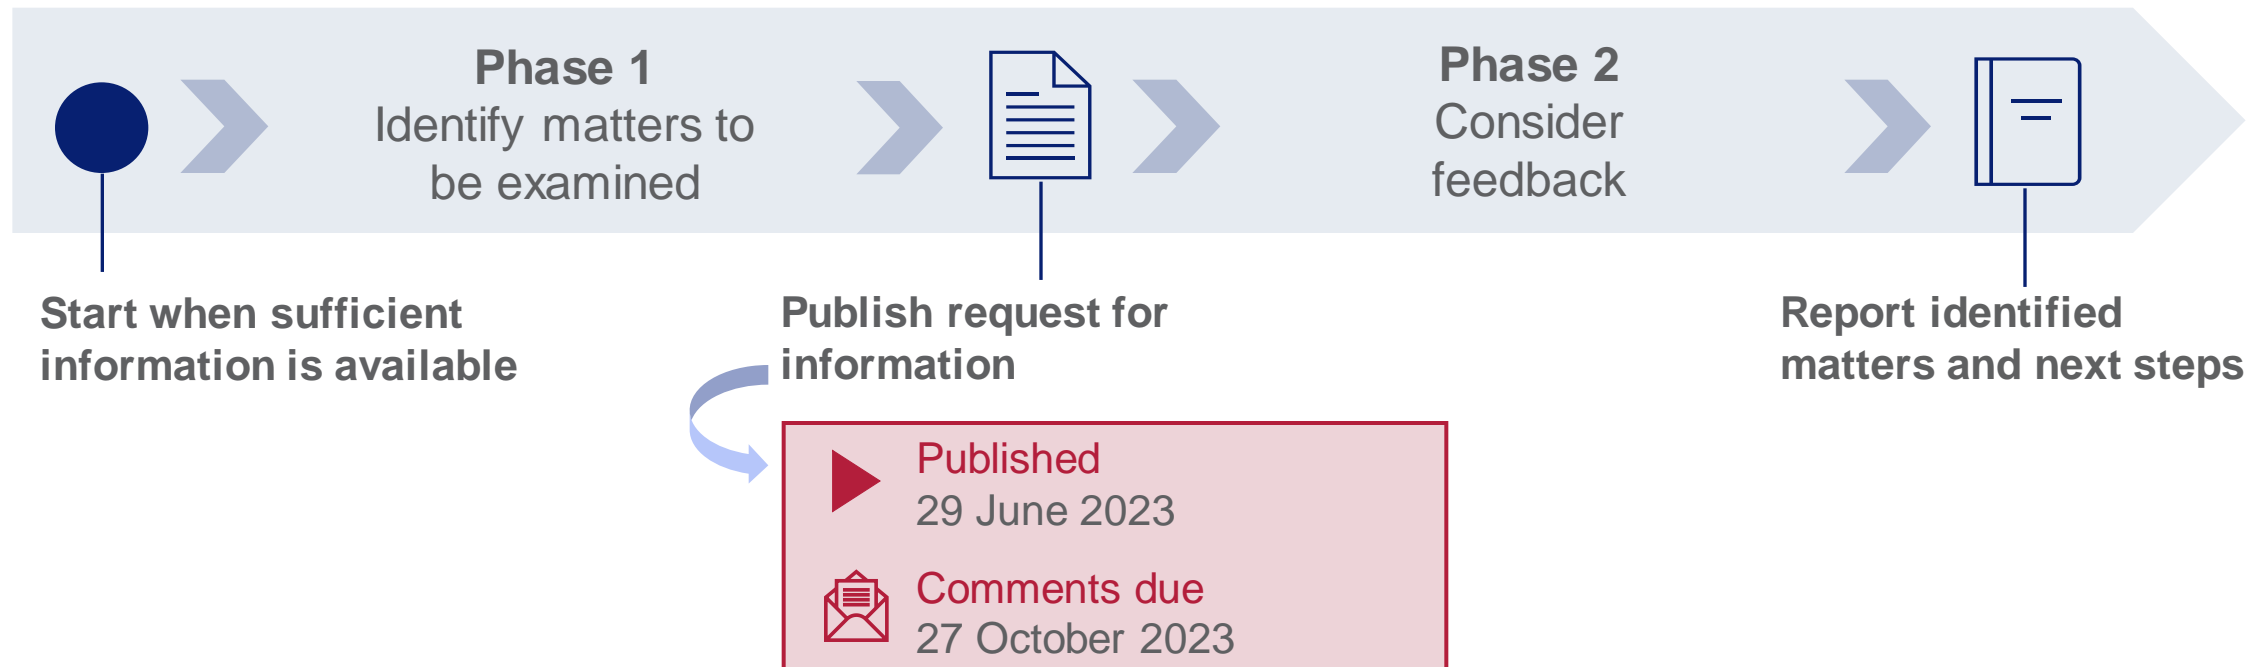 Phase 1
Identify matters to
be examined
Phase 2
Consider
feedback
Start when sufficient
information is available
Publish request for
information
Report identified
matters and next steps
Published
29 June 2023
Comments due
27 October 2023